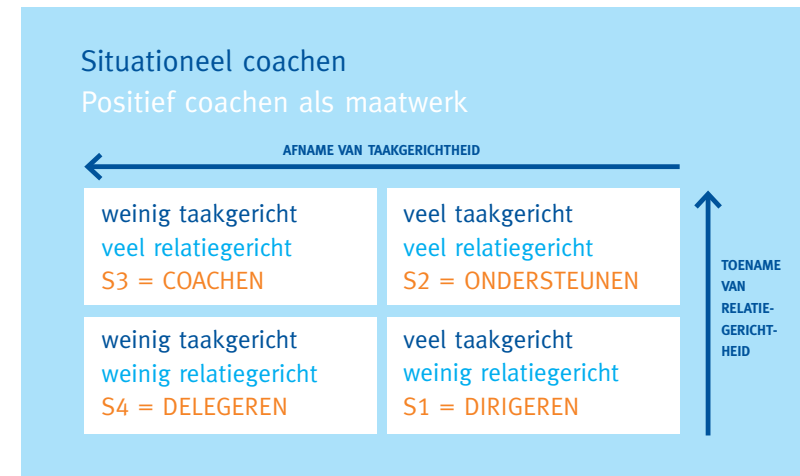 Situationeel coachen
Positief coachen als maatwerk
AFNAME VAN TAAKGERICHTHEID
weinig taakgericht
veel relatiegericht
S3 = COACHEN
veel taakgericht
veel relatiegericht
S2 = ONDERSTEUNEN
weinig taakgericht
weinig relatiegericht
S4 = DELEGEREN
veel taakgericht
weinig relatiegericht
S1 = DIRIGEREN
TOENAME
VAN
RELATIE-
GERICHT-
HEID